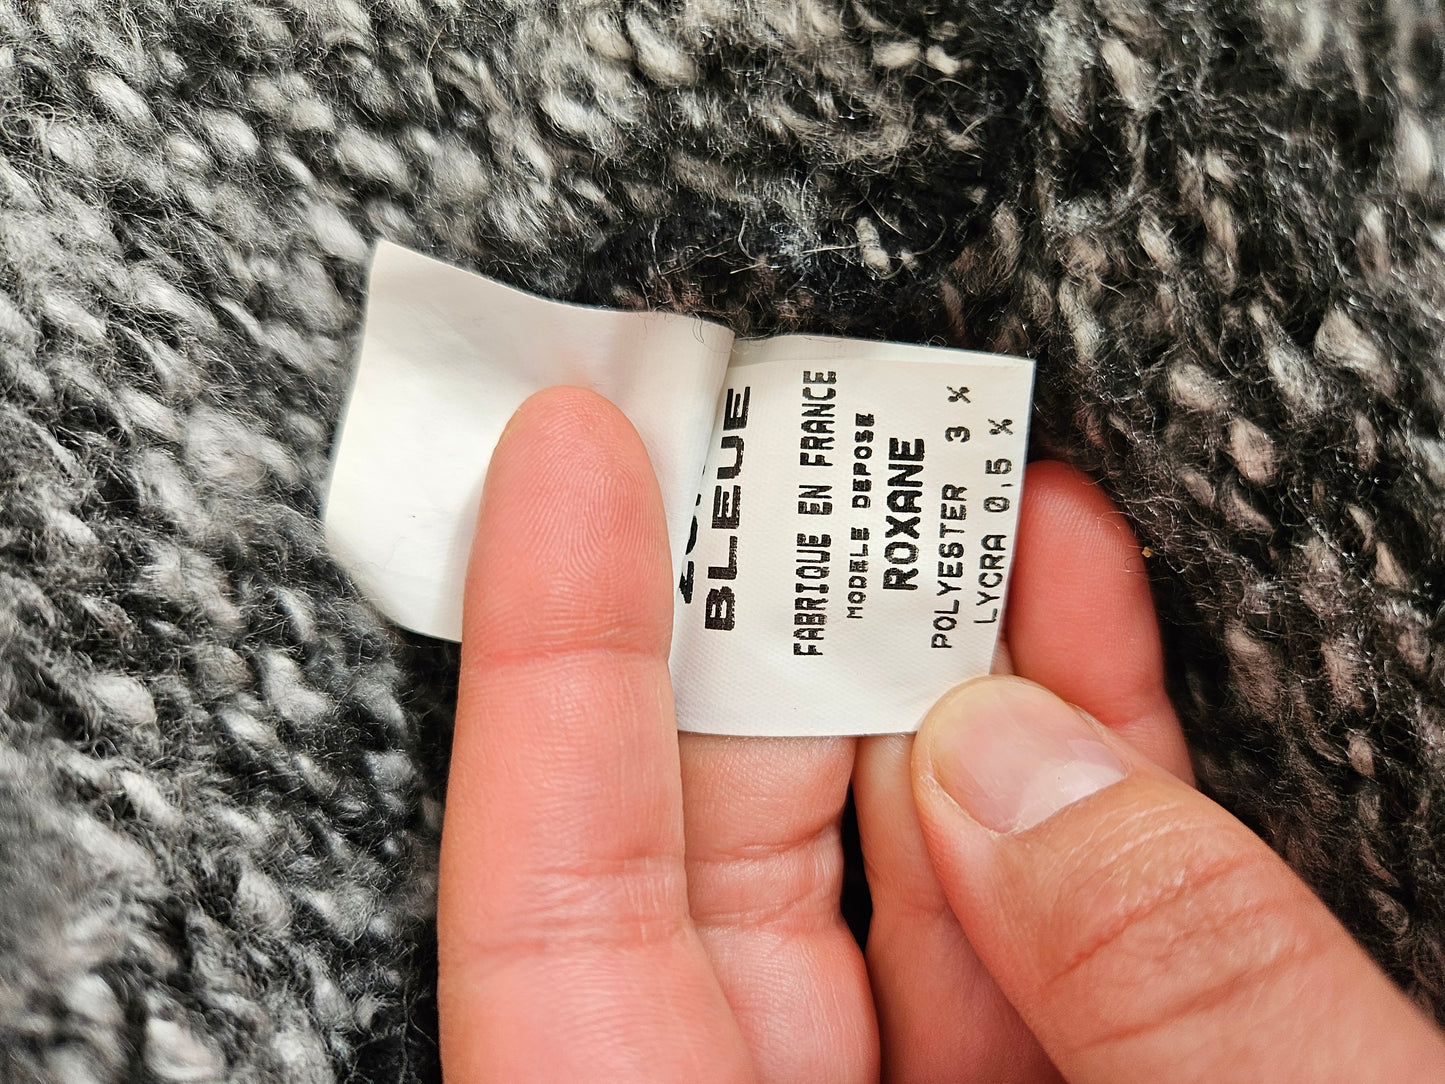 BLEUE
FABRIQUE EN FRANCE
MODELE DEPOSE
ROXANE
POLYESTER 3 %
LYCRA 0.5 %